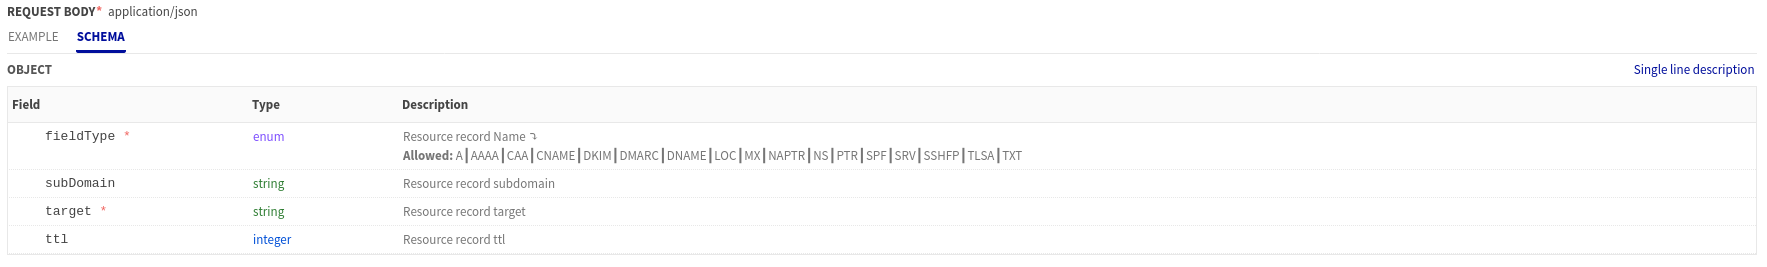 REQUEST BODY* application/json
EXAMPLE SCHEMA
OBJECT Single line description
Field Type Description
fieldType * enum Resource record Name ⤵
Allowed: A|AAAA|CAA|CNAME|DKIM|DMARC|DNAME|LOC|MX|NAPTR|NS|PTR|SPF|SRV|SSHFP|TLSA|TXT
subDomain string Resource record subdomain
target * string Resource record target
ttl integer Resource record ttl